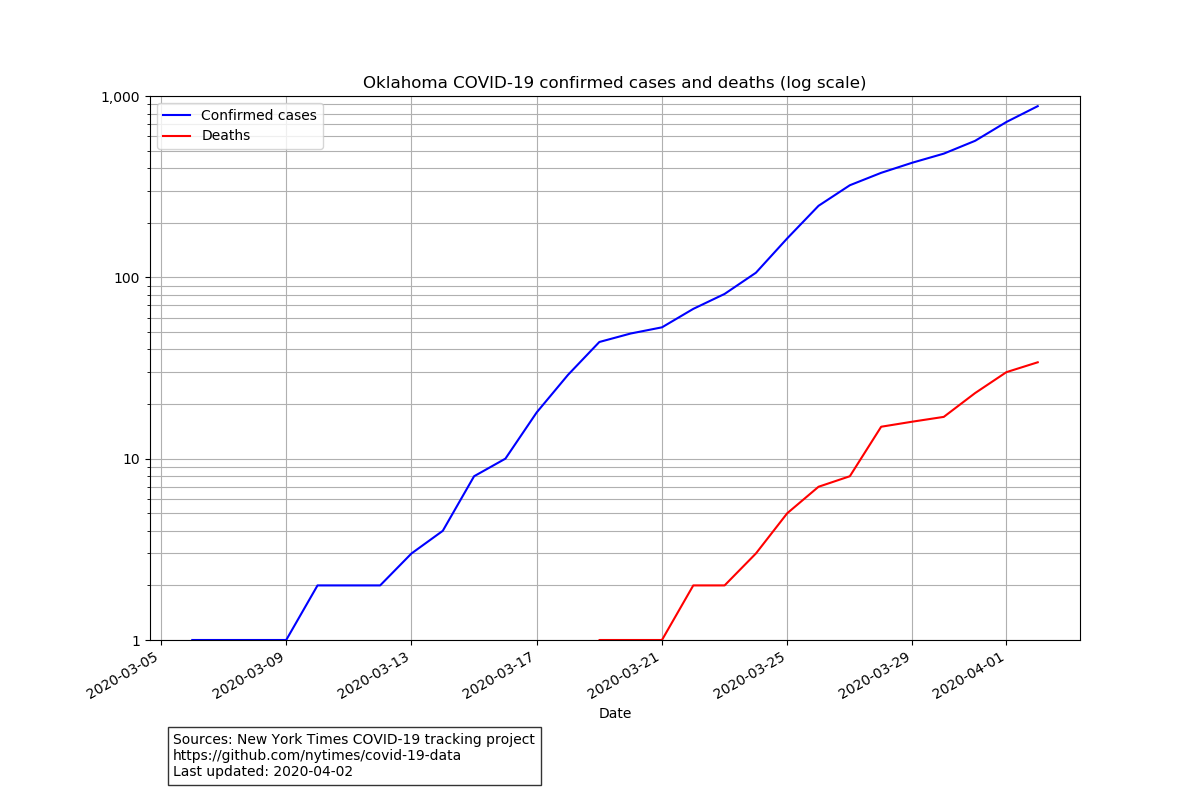 Oklahoma COVID-19 confirmed cases and deaths (log scale)
1,000
100
10
1
Confirmed cases
Deaths
2020-03-05
2020-03-09
2020-03-13
2020-03-17
2020-03-21
2020-03-25
2020-03-29
2020-04-01
Date
Sources: New York Times COVID-19 tracking project
https://github.com/nytimes/covid-19-data
Last updated: 2020-04-02